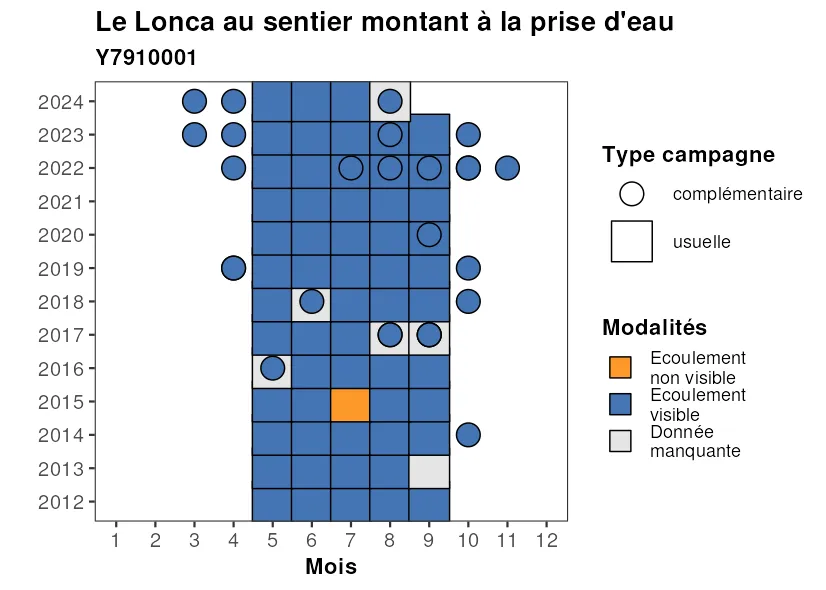 Le Lonca au sentier montant à la prise d'eau
Y7910001
2024
2023
2022
2021
2020
2019
2018
2017
2016
2015
2014
2013
2012
1 2 3 4 5 6 7 8 9 10 11 12
Mois
Type campagne
complémentaire
usuelle
Modalités
Ecoulement
non visible
Ecoulement
visible
Donnée
manquante